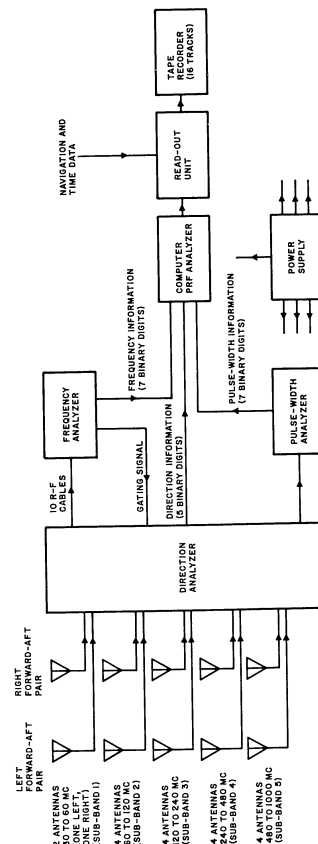 LEFT
FORWARD-AFT
PAIR
RIGHT
FORWARD-AFT
PAIR
2 ANTENNAS
30 TO 60 MC
(ONE LEFT,
ONE RIGHT)
(SUB-BAND 1)
4 ANTENNAS
60 TO 120 MC
(SUB-BAND 2)
4 ANTENNAS
120 TO 240 MC
(SUB-BAND 3)
4 ANTENNAS
240 TO 480 MC
(SUB-BAND 4)
4 ANTENNAS
480 TO 1000 MC
(SUB-BAND 5)
DIRECTION
ANALYZER
10 R-F
CABLES
GATING SIGNAL
FREQUENCY
ANALYZER
FREQUENCY INFORMATION
(7 BINARY DIGITS)
DIRECTION INFORMATION
(5 BINARY DIGITS)
PULSE-WIDTH INFORMATION
(7 BINARY DIGITS)
PULSE-WIDTH
ANALYZER
COMPUTER
PRF ANALYZER
NAVIGATION AND
TIME DATA
READ-OUT
UNIT
TAPE
RECORDER
(16 TRACKS)
POWER
SUPPLY